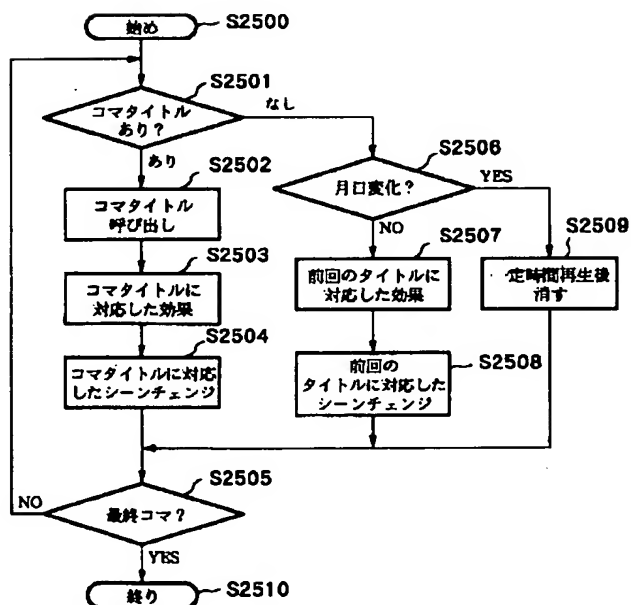 始め
S2500
S2501
コマタイトル
あり？
なし
あり
S2502
コマタイトル
呼び出し
S2503
コマタイトルに
対応した効果
S2504
コマタイトルに対応
したシーンチェンジ
S2506
月日変化？
YES
NO
S2507
前回のタイトルに
対応した効果
S2508
前回の
タイトルに対応した
シーンチェンジ
S2509
一定時間再生後
消す
S2505
最終コマ？
NO
YES
終り
S2510